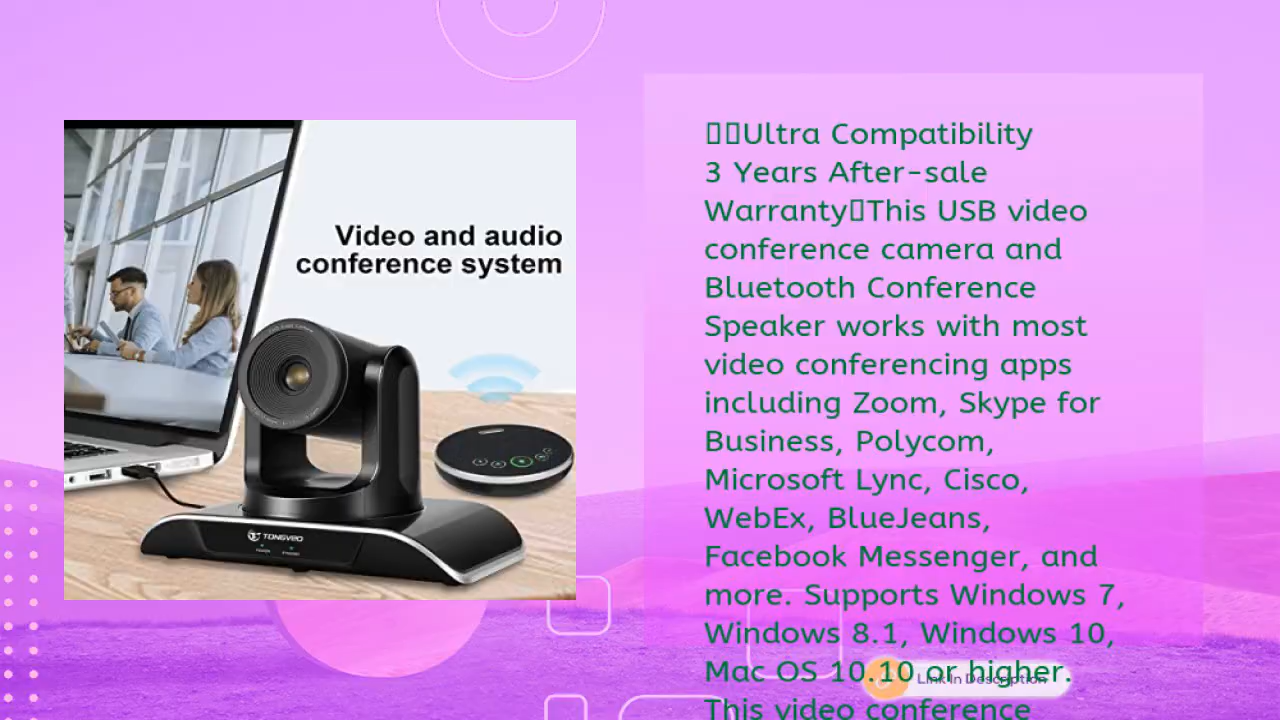 Video and audio
conference system
TONGVEO
▯▯Ultra Compatibility
3 Years After-sale
Warranty▯This USB video
conference camera and
Bluetooth Conference
Speaker works with most
video conferencing apps
including Zoom, Skype for
Business, Polycom,
Microsoft Lync, Cisco,
WebEx, BlueJeans,
Facebook Messenger, and
more. Supports Windows 7,
Windows 8.1, Windows 10,
Mac OS 10.10 or higher.
Link In Description
This video conference